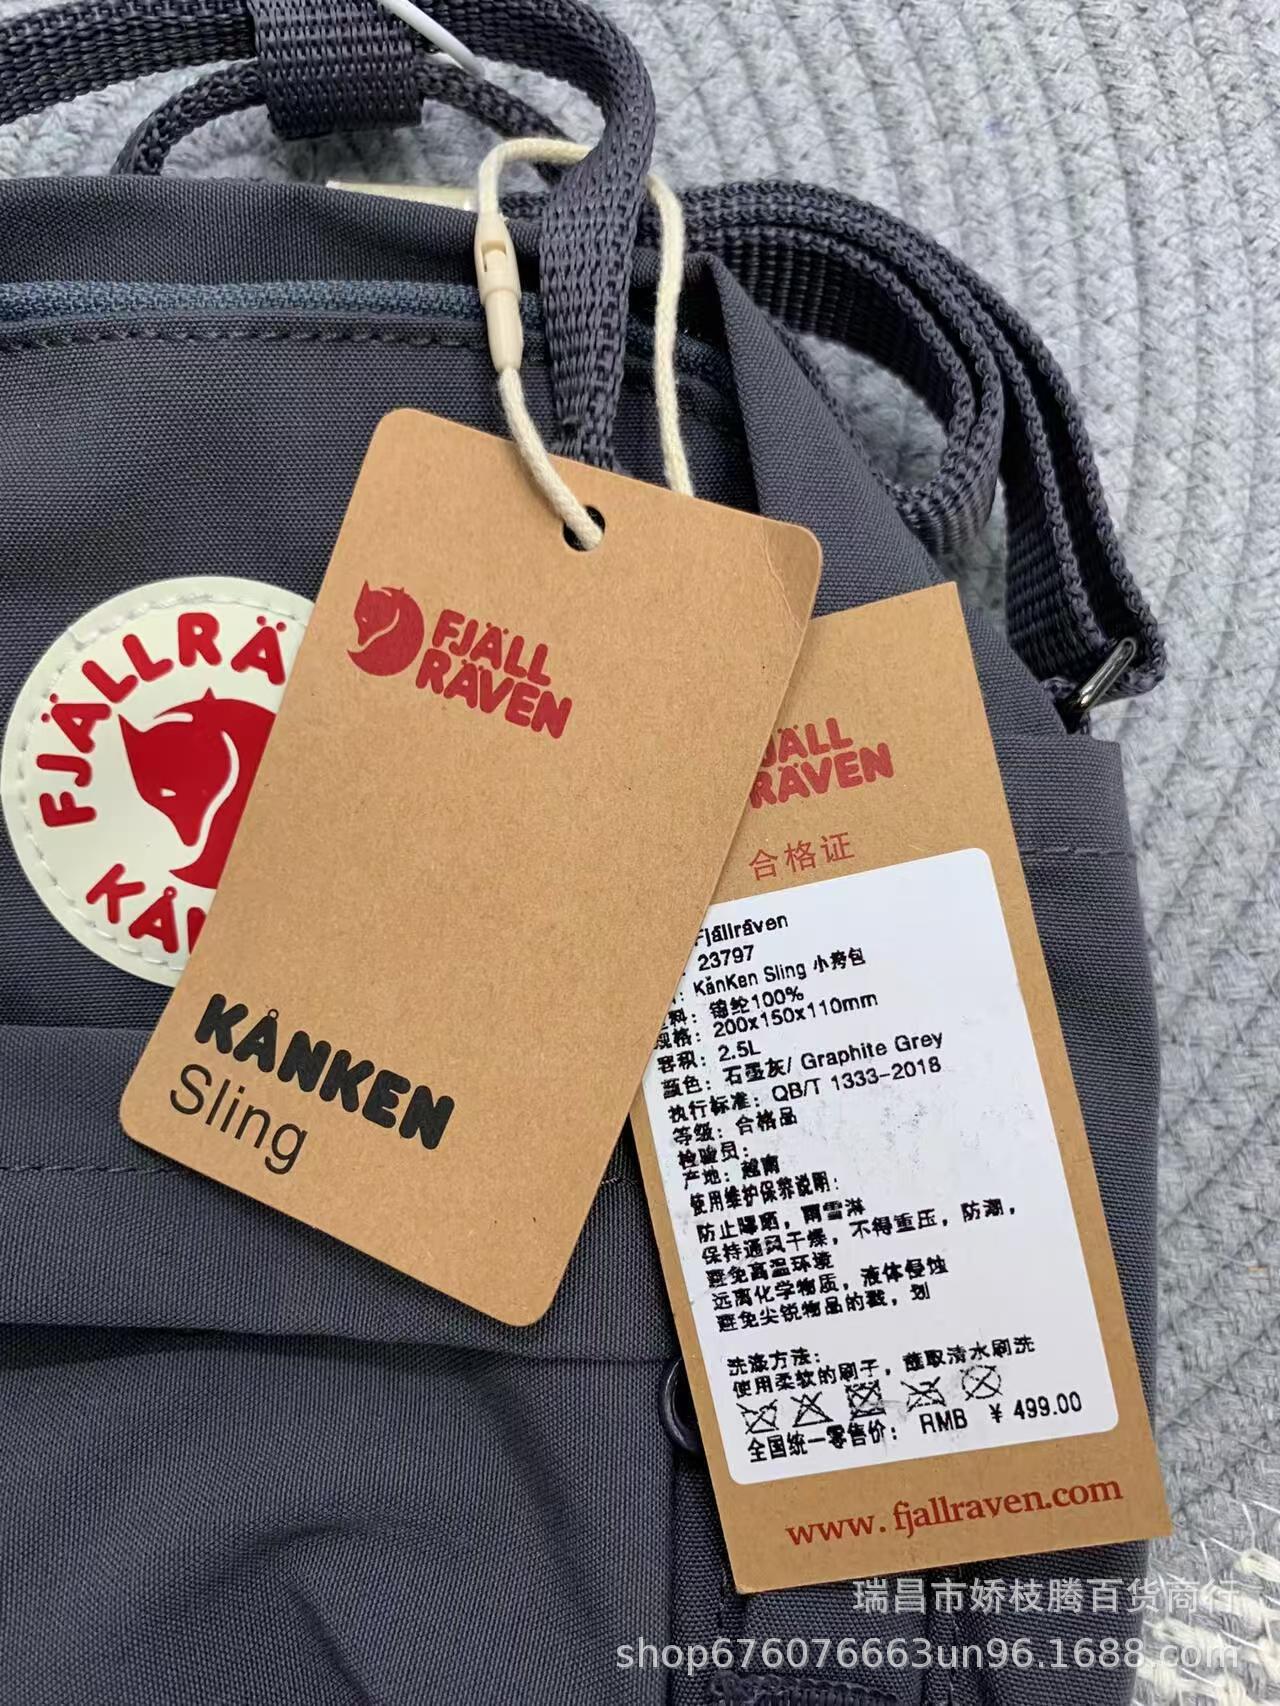 FJÄLLRÄ
KÅN
FJÄLL
RÄVEN
KÅNKEN
Sling
JÄLL
RÄVEN
合格证
Fjällräven
23797
: KånKen Sling 小挎包
料: 锦纶100%
规格: 200x150x110mm
容积: 2.5L
颜色: 石墨灰/ Graphite Grey
执行标准: QB/T 1333-2018
等级: 合格品
检验员:
产地: 越南
使用维护保养说明:
防止曝晒, 雨雪淋
保持通风干燥, 不得重压, 防潮,
避免高温环境
远离化学物质, 液体侵蚀
避免尖锐物品的戳, 划
洗涤方法:
使用柔软的刷子, 蘸取清水刷洗
全国统一零售价: RMB ¥ 499.00
www.fjallraven.com
瑞昌市娇枝腾百货商行
shop676076663un96.1688.com